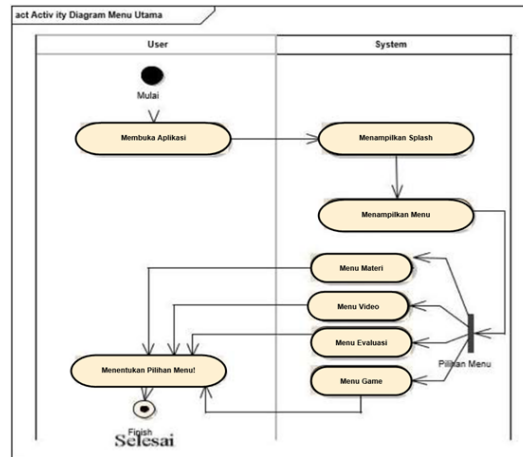 act Activ ity Diagram Menu Utama
User
System
Mulai
Membuka Aplikasi
Menampilkan Splash
Menampilkan Menu
Menu Materi
Menu Video
Menu Evaluasi
Pilihan Menu
Menentukan Pilihan Menu!
Menu Game
Finish
Selesai